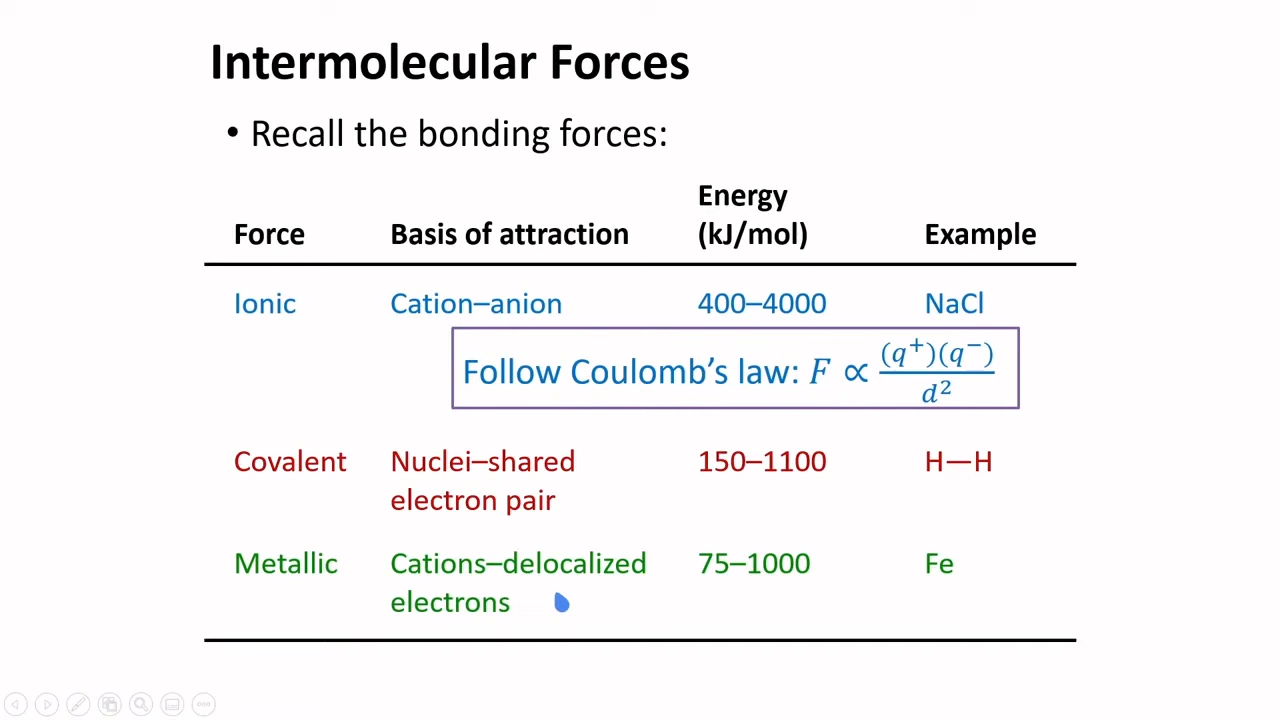 Intermolecular Forces
• Recall the bonding forces:
Energy
Force Basis of attraction (kJ/mol) Example
Ionic Cation–anion 400–4000 NaCl
Follow Coulomb’s law: F ∝ (q⁺)(q⁻)/d²
Covalent Nuclei–shared 150–1100 H—H
electron pair
Metallic Cations–delocalized 75–1000 Fe
electrons